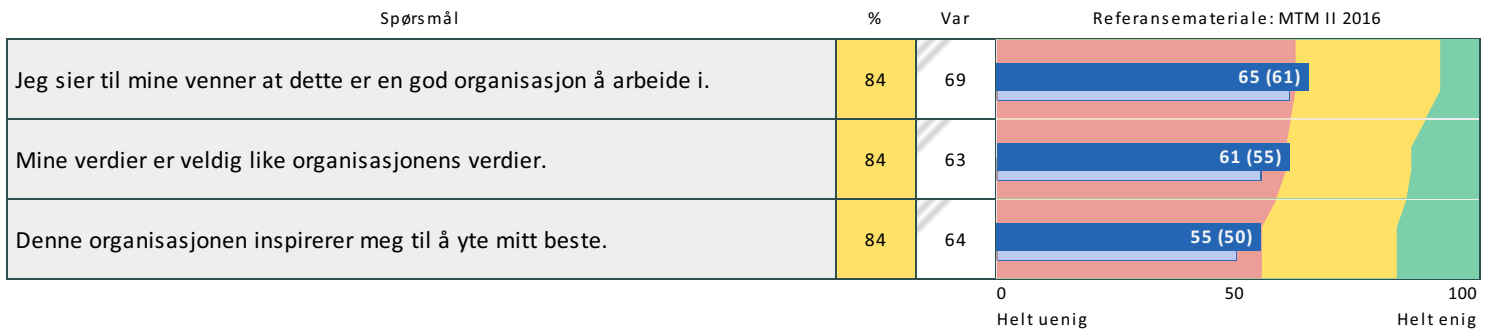 Spørsmål % Var Referansemateriale: MTM II 2016
Jeg sier til mine venner at dette er en god organisasjon å arbeide i. 84 69 65 (61)
Mine verdier er veldig like organisasjonens verdier. 84 63 61 (55)
Denne organisasjonen inspirerer meg til å yte mitt beste. 84 64 55 (50)
0 50 100
Helt uenig Helt enig